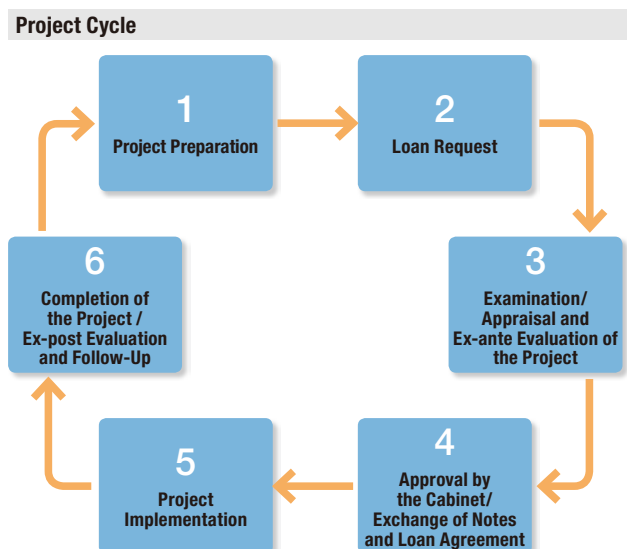 Project Cycle
1
Project Preparation
2
Loan Request
3
Examination/
Appraisal and
Ex-ante Evaluation of
the Project
4
Approval by
the Cabinet/
Exchange of Notes
and Loan Agreement
5
Project
Implementation
6
Completion of
the Project /
Ex-post Evaluation
and Follow-Up